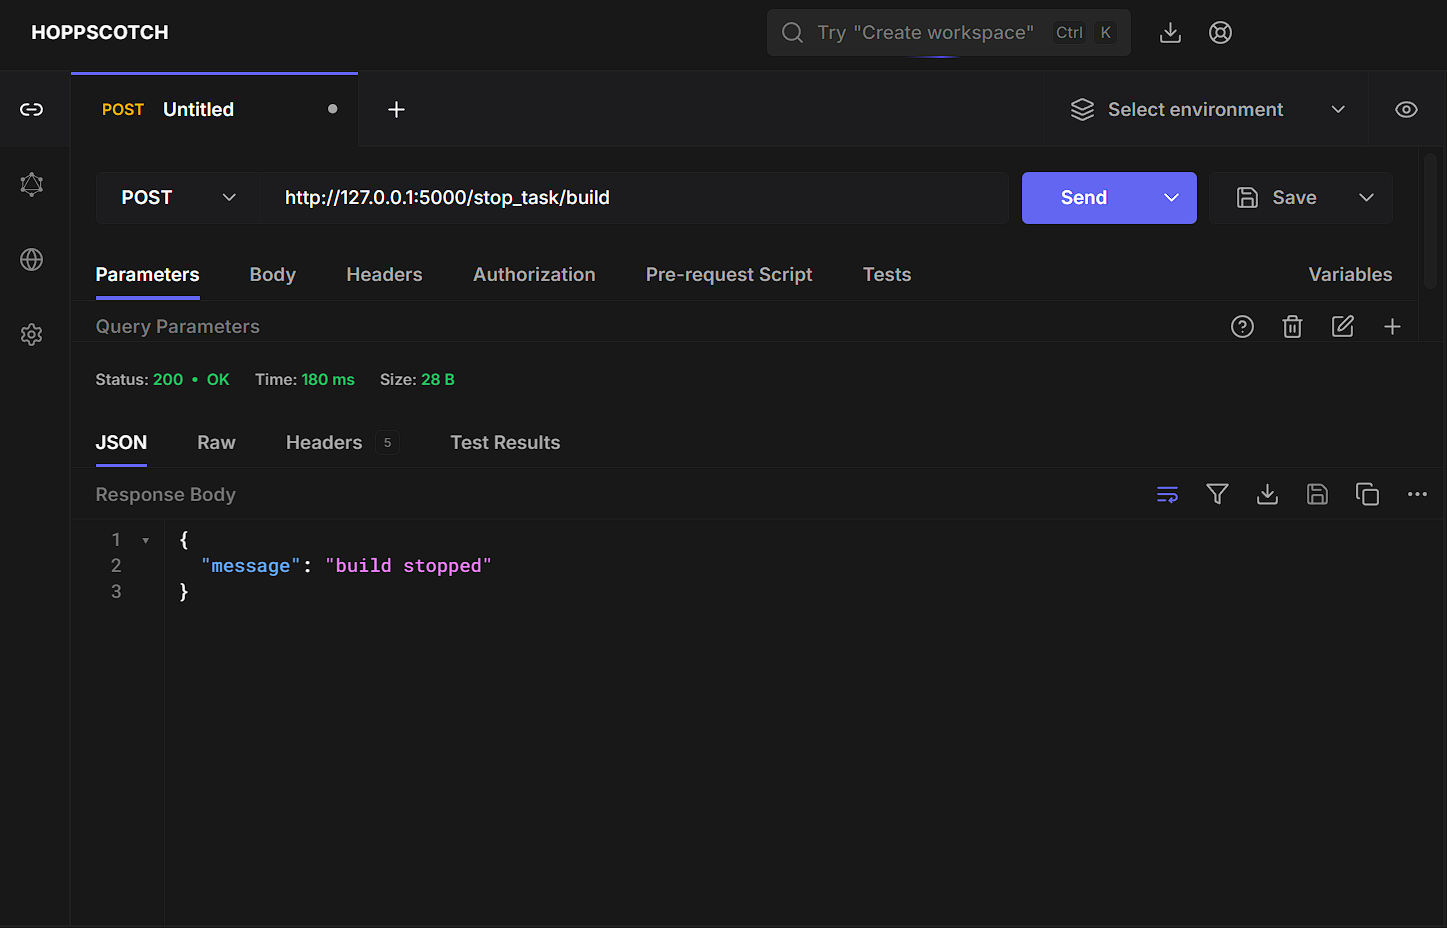 HOPPSCOTCH
Try "Create workspace" Ctrl K
POST Untitled
Select environment
POST http://127.0.0.1:5000/stop_task/build Send Save
Parameters Body Headers Authorization Pre-request Script Tests Variables
Query Parameters
Status: 200 • OK Time: 180 ms Size: 28 B
JSON Raw Headers 5 Test Results
Response Body
1 {
2 "message": "build stopped"
3 }